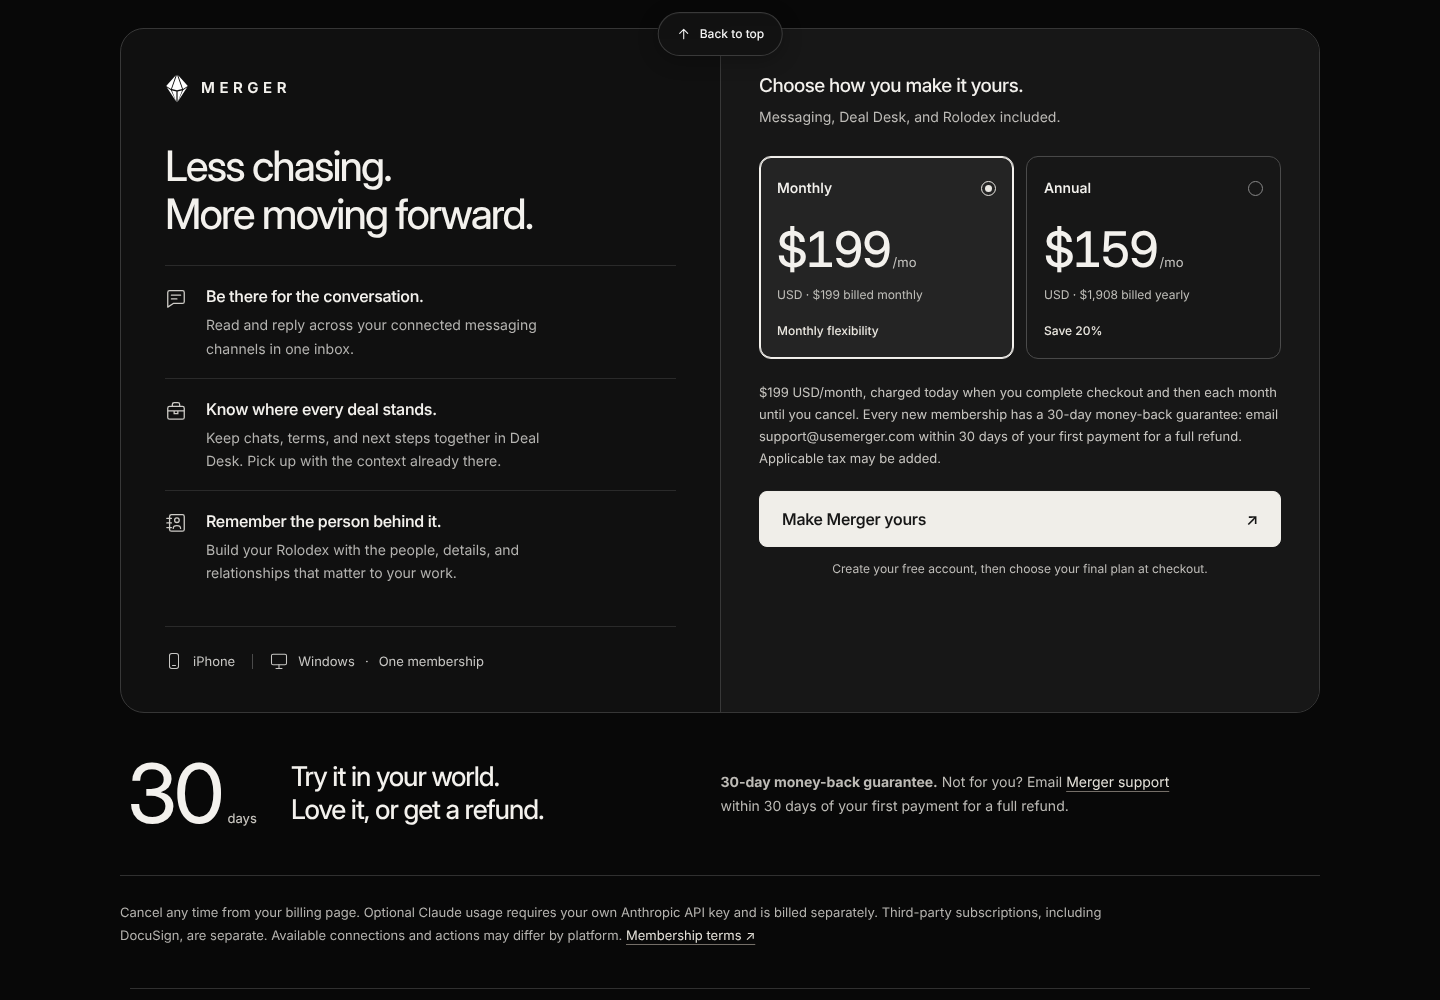 Back to top
MERGER
Less chasing.
More moving forward.
Be there for the conversation.
Read and reply across your connected messaging
channels in one inbox.
Know where every deal stands.
Keep chats, terms, and next steps together in Deal
Desk. Pick up with the context already there.
Remember the person behind it.
Build your Rolodex with the people, details, and
relationships that matter to your work.
iPhone
Windows · One membership
Choose how you make it yours.
Messaging, Deal Desk, and Rolodex included.
Monthly
$199/mo
USD · $199 billed monthly
Monthly flexibility
Annual
$159/mo
USD · $1,908 billed yearly
Save 20%
$199 USD/month, charged today when you complete checkout and then each month
until you cancel. Every new membership has a 30-day money-back guarantee: email
support@usemerger.com within 30 days of your first payment for a full refund.
Applicable tax may be added.
Make Merger yours
Create your free account, then choose your final plan at checkout.
30 days
Try it in your world.
Love it, or get a refund.
30-day money-back guarantee. Not for you? Email Merger support
within 30 days of your first payment for a full refund.
Cancel any time from your billing page. Optional Claude usage requires your own Anthropic API key and is billed separately. Third-party subscriptions, including
DocuSign, are separate. Available connections and actions may differ by platform. Membership terms ↗